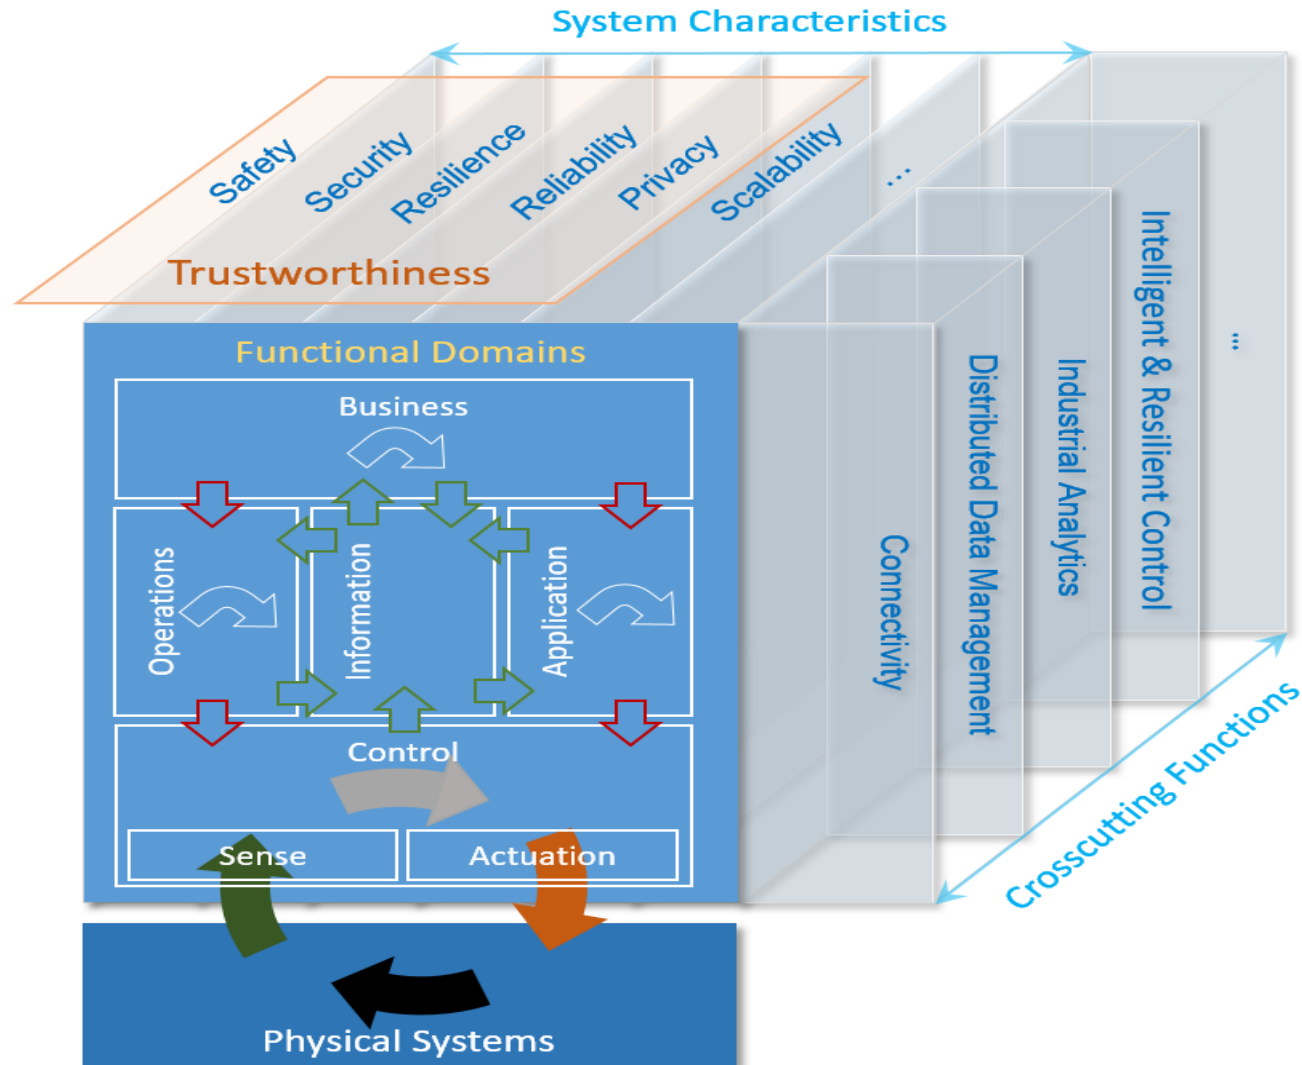 System Characteristics
Safety
Security
Resilience
Reliability
Privacy
Scalability
...
Trustworthiness
Functional Domains
Business
Operations
Information
Application
Control
Sense
Actuation
Physical Systems
Connectivity
Distributed Data Management
Industrial Analytics
Intelligent & Resilient Control
...
Crosscutting Functions